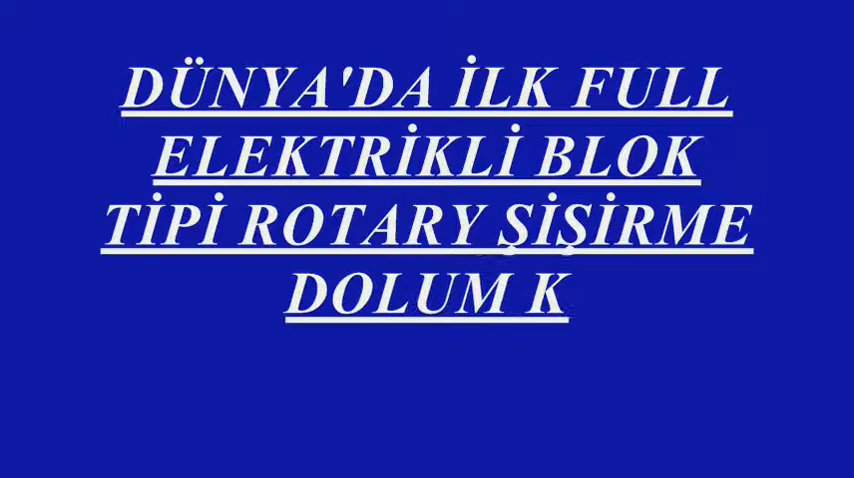 DÜNYA'DA İLK FULL
ELEKTRİKLİ BLOK
TİPİ ROTARY ŞİŞİRME
DOLUM K